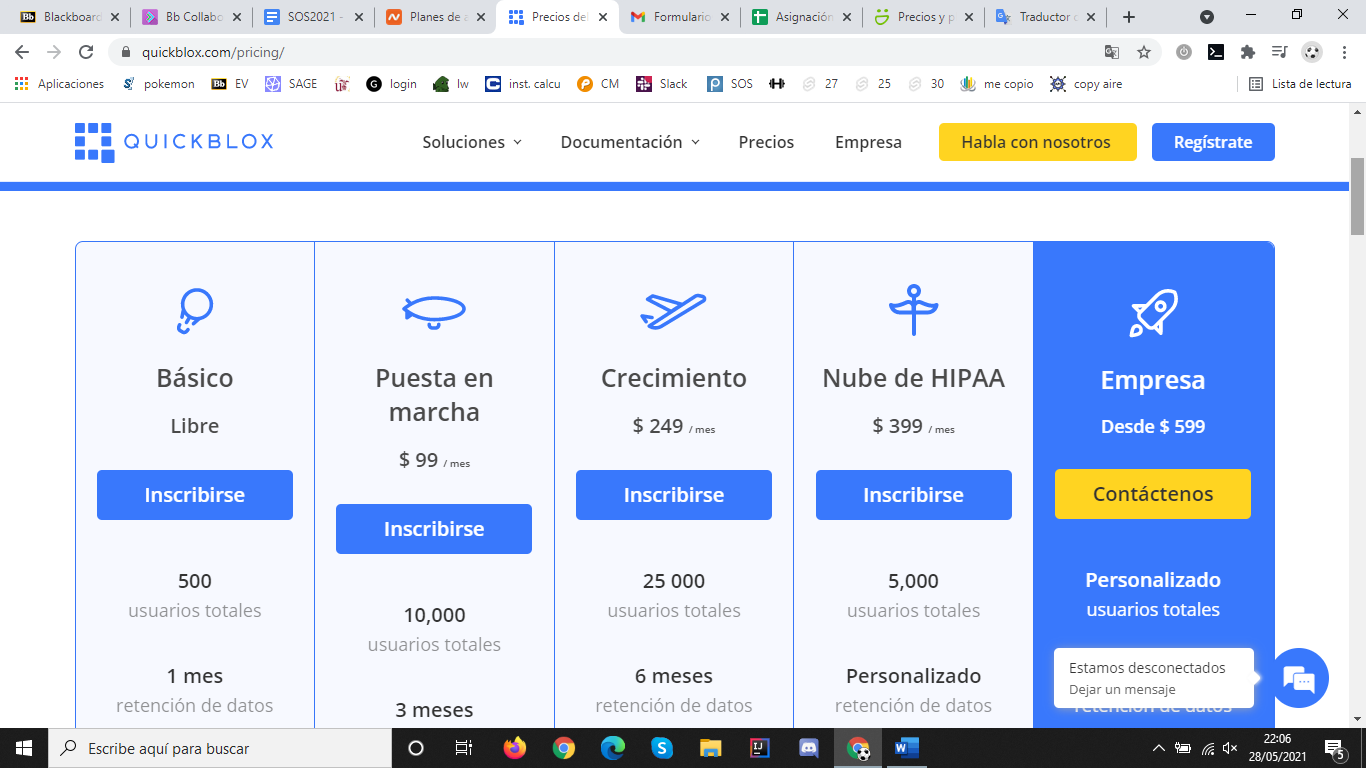 Blackboard
Bb Collabo
SOS2021 -
Planes de a
Precios del
Formulario
Asignación
Precios y p
Traductor
quickblox.com/pricing/
Aplicaciones
pokemon
Bb EV
SAGE
login
lw
inst. calcu
CM
Slack
SOS
27
25
30
me copio
copy aire
Lista de lectura
QUICKBLOX
Soluciones
Documentación
Precios
Empresa
Habla con nosotros
Regístrate
Básico
Libre
Inscribirse
500
usuarios totales
1 mes
retención de datos
Puesta en
marcha
$ 99 / mes
Inscribirse
10,000
usuarios totales
3 meses
Crecimiento
$ 249 / mes
Inscribirse
25 000
usuarios totales
6 meses
retención de datos
Nube de HIPAA
$ 399 / mes
Inscribirse
5,000
usuarios totales
Personalizado
retención de datos
Empresa
Desde $ 599
Contáctenos
Personalizado
usuarios totales
retención de datos
Estamos desconectados
Dejar un mensaje
Escribe aquí para buscar
22:06
28/05/2021
5